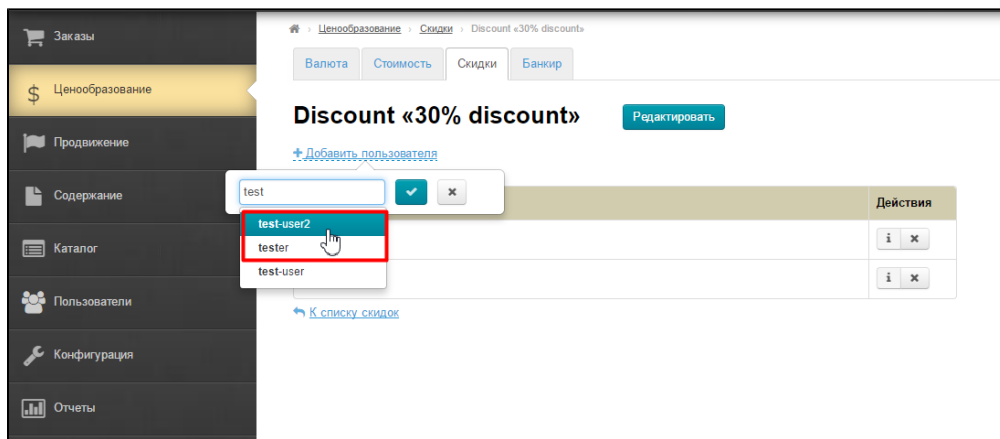 Заказы
Ценообразование
Продвижение
Содержание
Каталог
Пользователи
Конфигурация
Отчеты
› Ценообразование › Скидки › Discount «30% discount»
Валюта Стоимость Скидки Банкир
Discount «30% discount» Редактировать
+ Добавить пользователя
test
test-user2
tester
test-user
Действия
i ×
i ×
К списку скидок